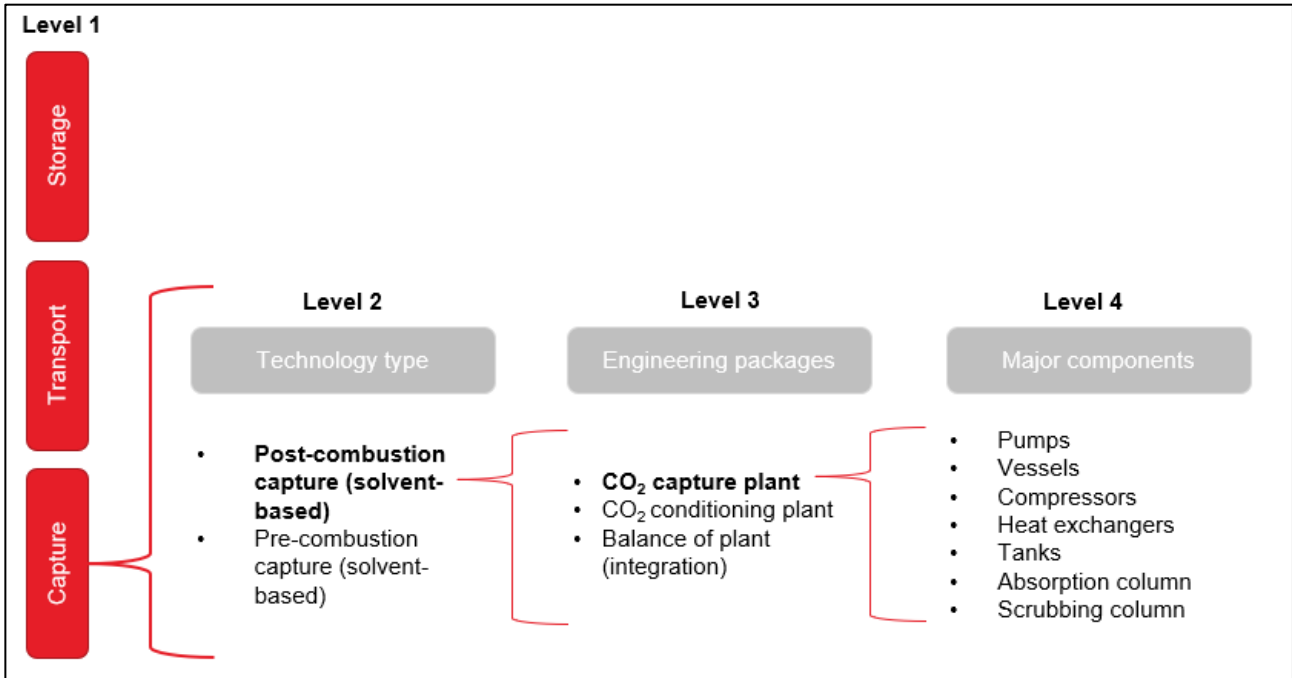 Level 1
Storage
Transport
Capture
Level 2
Technology type
• Post-combustion
capture (solvent-
based)
• Pre-combustion
capture (solvent-
based)
Level 3
Engineering packages
• CO₂ capture plant
• CO₂ conditioning plant
• Balance of plant
(integration)
Level 4
Major components
• Pumps
• Vessels
• Compressors
• Heat exchangers
• Tanks
• Absorption column
• Scrubbing column